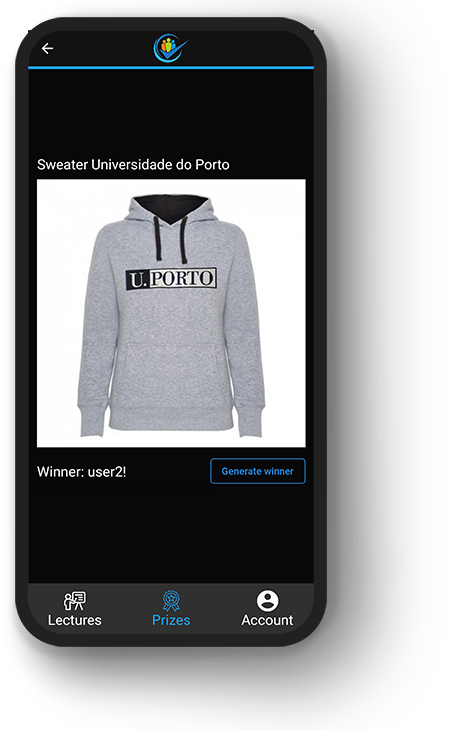 Sweater Universidade do Porto
U.PORTO
Winner: user2!
Generate winner
Lectures
Prizes
Account